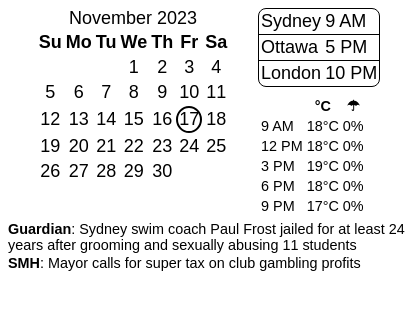 November 2023
Su Mo Tu We Th Fr Sa
1 2 3 4
5 6 7 8 9 10 11
12 13 14 15 16 17 18
19 20 21 22 23 24 25
26 27 28 29 30
Sydney 9 AM
Ottawa 5 PM
London 10 PM
°C ☂
9 AM 18°C 0%
12 PM 18°C 0%
3 PM 19°C 0%
6 PM 18°C 0%
9 PM 17°C 0%
Guardian: Sydney swim coach Paul Frost jailed for at least 24
years after grooming and sexually abusing 11 students
SMH: Mayor calls for super tax on club gambling profits